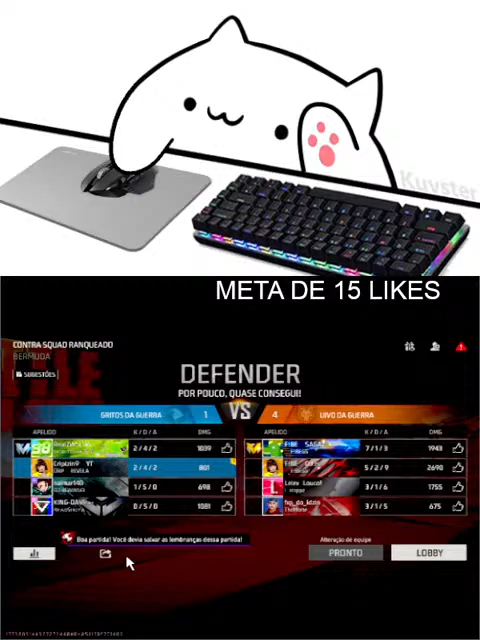 Kuvster
META DE 15 LIKES
CONTRA SQUAD RANQUEADO
BERMUDA
SUGESTÕES
DEFENDER
POR POUCO, QUASE CONSEGUI!
GRITOS DA GUERRA 1 VS 4 UIVO DA GUERRA
APELIDO K / D / A DMG APELIDO K / D / A DMG
2/4/2 1039 7/1/3 1943
YT 2/4/2 801 5/2/9 2690
1/5/0 698 3/1/6 1755
0/5/0 1081 3/1/5 675
Boa partida! Você devia salvar as lembranças dessa partida!
Alteração de equipe
PRONTO LOBBY